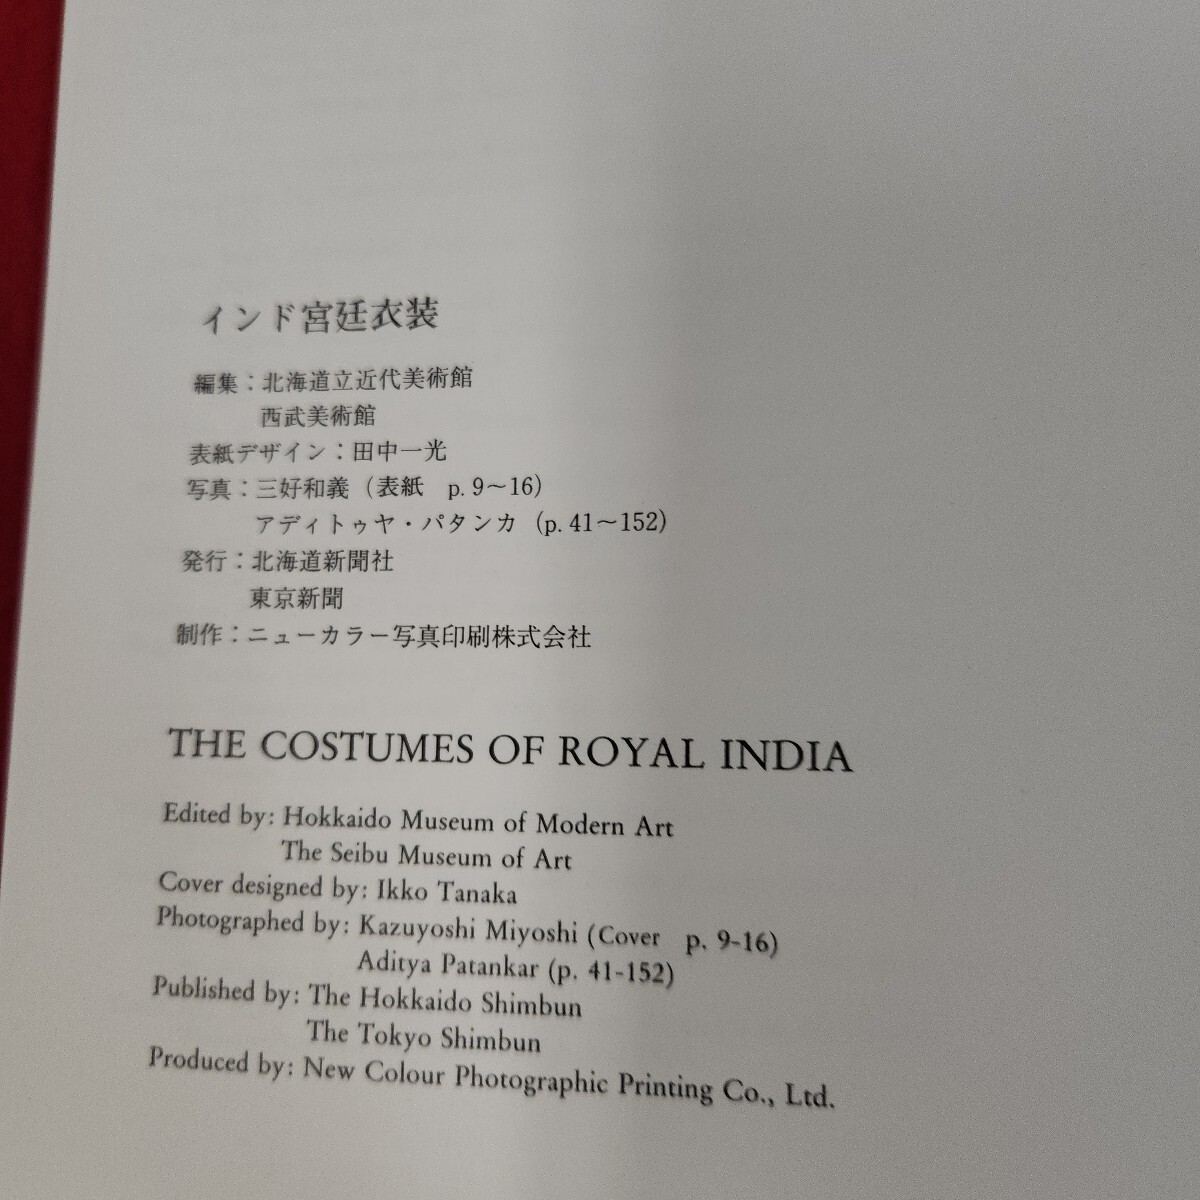 インド宮廷衣装
編集：北海道立近代美術館
西武美術館
表紙デザイン：田中一光
写真：三好和義（表紙　p. 9～16）
アディトゥヤ・パタンカ（p. 41～152）
発行：北海道新聞社
東京新聞
制作：ニューカラー写真印刷株式会社
THE COSTUMES OF ROYAL INDIA
Edited by: Hokkaido Museum of Modern Art
The Seibu Museum of Art
Cover designed by: Ikko Tanaka
Photographed by: Kazuyoshi Miyoshi (Cover　p. 9-16)
Aditya Patankar (p. 41-152)
Published by: The Hokkaido Shimbun
The Tokyo Shimbun
Produced by: New Colour Photographic Printing Co., Ltd.